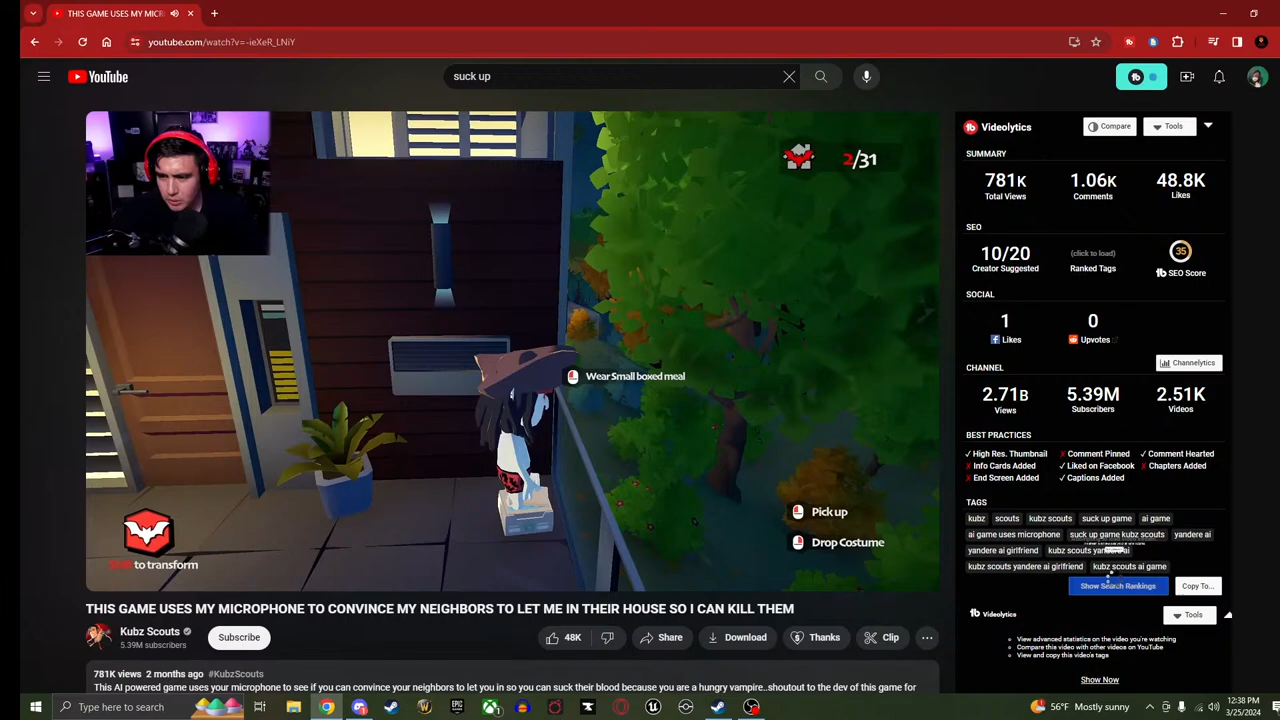 THIS GAME USES MY MICR
youtube.com/watch?v=-ieXeR_LNiY
YouTube
suck up
2/31
Wear Small boxed meal
Pick up
Drop Costume
to transform
THIS GAME USES MY MICROPHONE TO CONVINCE MY NEIGHBORS TO LET ME IN THEIR HOUSE SO I CAN KILL THEM
Kubz Scouts
5.39M subscribers
Subscribe
48K
Share
Download
Thanks
Clip
781K views 2 months ago #KubzScouts
This AI powered game uses your microphone to see if you can convince your neighbors to let you in so you can suck their blood because you are a hungry vampire..shoutout to the dev of this game for
tb Videolytics
Compare
Tools
SUMMARY
781K 1.06K 48.8K
Total Views Comments Likes
SEO
10/20 (click to load) 35
Creator Suggested Ranked Tags tb SEO Score
SOCIAL
1 0
Likes Upvotes
Channelytics
CHANNEL
2.71B 5.39M 2.51K
Views Subscribers Videos
BEST PRACTICES
✓ High Res. Thumbnail ✗ Comment Pinned ✓ Comment Hearted
✗ Info Cards Added ✓ Liked on Facebook ✗ Chapters Added
✗ End Screen Added ✓ Captions Added
TAGS
kubz scouts kubz scouts suck up game ai game
ai game uses microphone suck up game kubz scouts yandere ai
yandere ai girlfriend kubz scouts yandere ai
kubz scouts yandere ai girlfriend kubz scouts ai game
Show Search Rankings Copy To...
tb Videolytics Tools
View advanced statistics on the video you're watching
Compare this video with other videos on YouTube
View and copy this video's tags
Show Now
Type here to search
56°F Mostly sunny
12:38 PM
3/25/2024